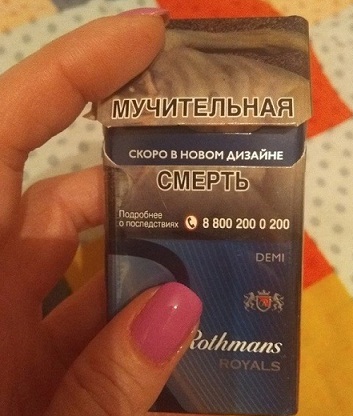 МУЧИТЕЛЬНАЯ
СКОРО В НОВОМ ДИЗАЙНЕ
СМЕРТЬ
Подробнее
о последствиях 8 800 200 0 200
DEMI
Rothmans
ROYALS